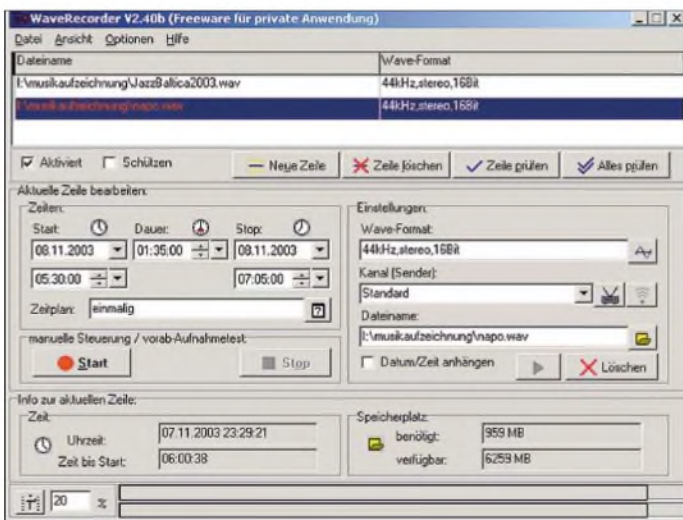 WaveRecorder V2.40b (Freeware für private Anwendung)
Datei Ansicht Optionen Hilfe
Dateiname Wave-Format
I:\musikaufzeichnung\JazzBaltica2003.wav 44kHz,stereo,16Bit
I:\musikaufzeichnung\napo.wav 44kHz,stereo,16Bit
Aktiviert Schützen Neue Zeile Zeile löschen Zeile prüfen Alles prüfen
Aktuelle Zeile bearbeiten:
Zeiten: Einstellungen:
Start: Dauer: Stop: Wave-Format:
08.11.2003 01:35:00 08.11.2003 44kHz,stereo,16Bit
Kanal (Sender):
05:30:00 07:05:00 Standard
Zeitplan: einmalig Dateiname:
manuelle Steuerung / vorab-Aufnahmetest: I:\musikaufzeichnung\napo.wav
Start Stop Datum/Zeit anhängen Löschen
Info zur aktuellen Zeile:
Zeit: Speicherplatz:
Uhrzeit: 07.11.2003 23:29:21 benötigt: 959 MB
Zeit bis Start: 06:00:38 verfügbar: 6259 MB
20 %